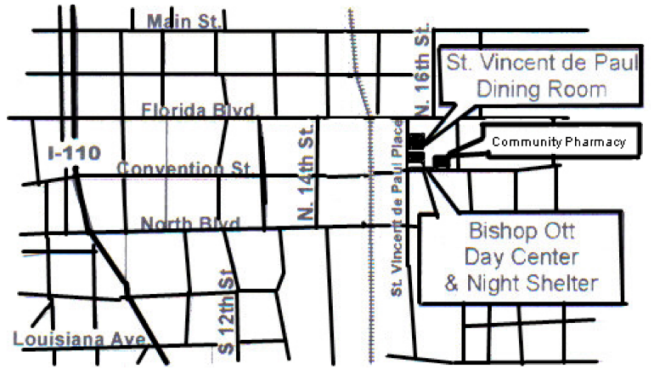 Main St.
N. 16th St.
St. Vincent de Paul
Dining Room
Florida Blvd
Community Pharmacy
I-110
N. 14th St.
St. Vincent de Paul Place
Convention St.
North Blvd
Bishop Ott
Day Center
& Night Shelter
S 12th St
Louisiana Ave